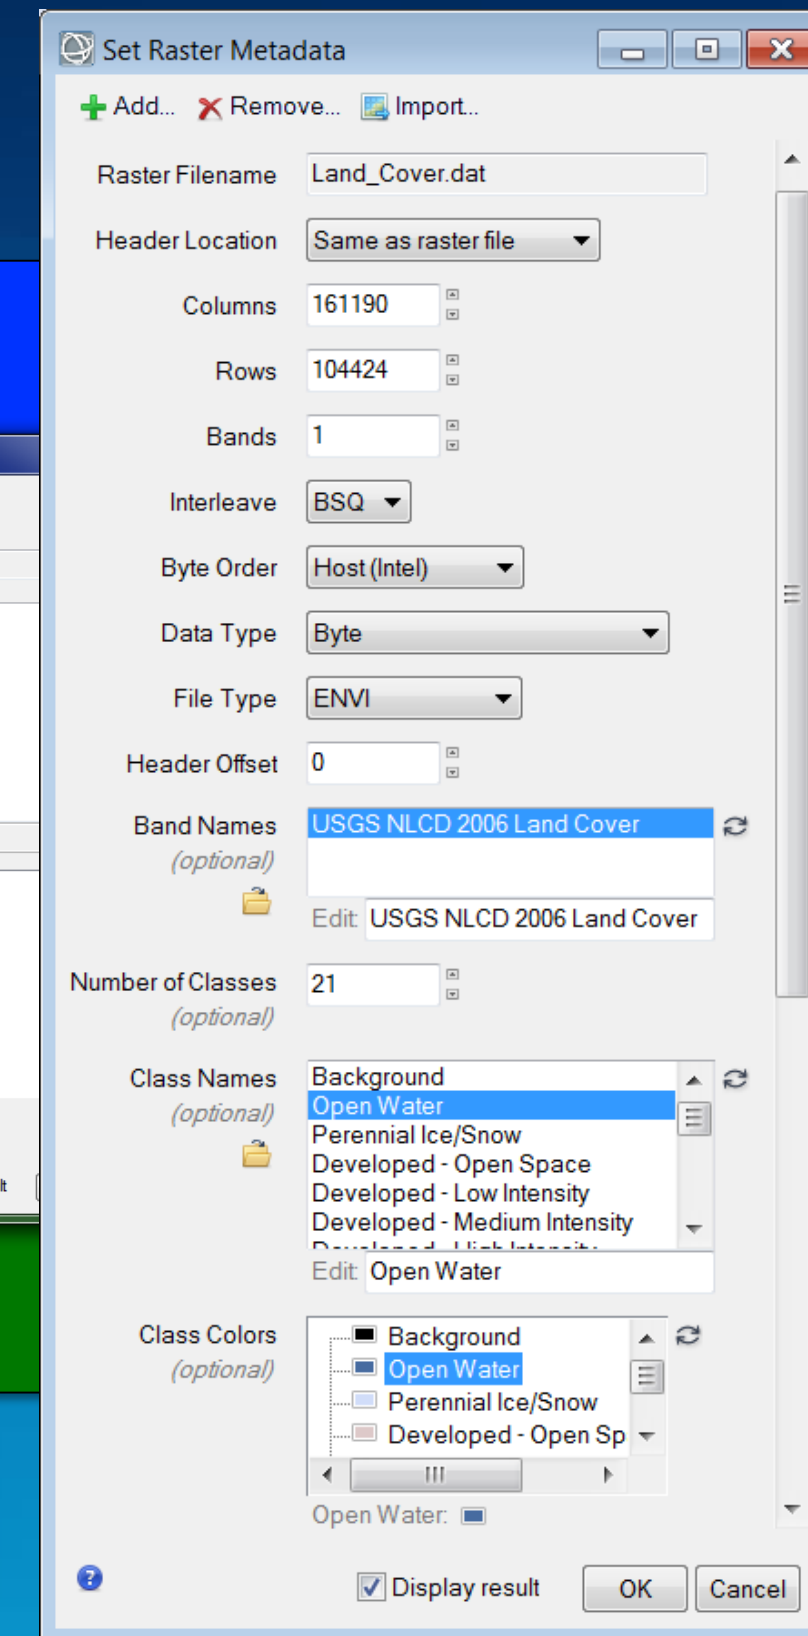 Set Raster Metadata
Add... Remove... Import...
Raster Filename Land_Cover.dat
Header Location Same as raster file
Columns 161190
Rows 104424
Bands 1
Interleave BSQ
Byte Order Host (Intel)
Data Type Byte
File Type ENVI
Header Offset 0
Band Names USGS NLCD 2006 Land Cover
(optional)
Edit: USGS NLCD 2006 Land Cover
Number of Classes 21
(optional)
Class Names Background
(optional) Open Water
Perennial Ice/Snow
Developed - Open Space
Developed - Low Intensity
Developed - Medium Intensity
Developed - High Intensity
Edit: Open Water
Class Colors Background
(optional) Open Water
Perennial Ice/Snow
Developed - Open Sp
Open Water:
Display result OK Cancel